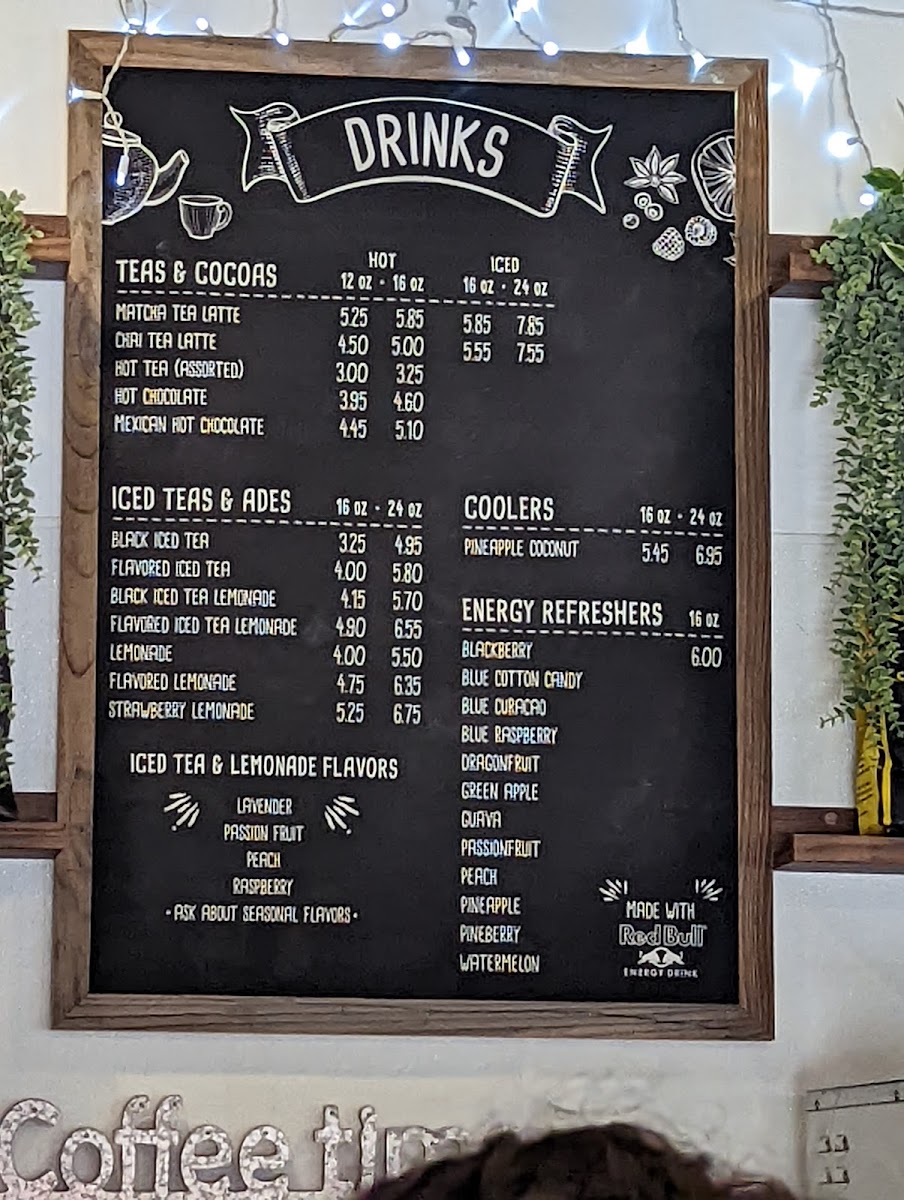 DRINKS
HOT ICED
TEAS & COCOAS 12 OZ · 16 OZ 16 OZ · 24 OZ
MATCHA TEA LATTE 5.25 5.85 5.85 7.85
CHAI TEA LATTE 4.50 5.00 5.55 7.55
HOT TEA (ASSORTED) 3.00 3.25
HOT CHOCOLATE 3.95 4.60
MEXICAN HOT CHOCOLATE 4.45 5.10
ICED TEAS & ADES 16 OZ · 24 OZ
BLACK ICED TEA 3.25 4.95
FLAVORED ICED TEA 4.00 5.80
BLACK ICED TEA LEMONADE 4.15 5.70
FLAVORED ICED TEA LEMONADE 4.90 6.55
LEMONADE 4.00 5.50
FLAVORED LEMONADE 4.75 6.35
STRAWBERRY LEMONADE 5.25 6.75
ICED TEA & LEMONADE FLAVORS
LAVENDER
PASSION FRUIT
PEACH
RASPBERRY
· ASK ABOUT SEASONAL FLAVORS ·
COOLERS 16 OZ · 24 OZ
PINEAPPLE COCONUT 5.45 6.95
ENERGY REFRESHERS 16 OZ
BLACKBERRY 6.00
BLUE COTTON CANDY
BLUE CURACAO
BLUE RASPBERRY
DRAGONFRUIT
GREEN APPLE
GUAVA
PASSIONFRUIT
PEACH
PINEAPPLE
PINEBERRY
WATERMELON
MADE WITH
Red Bull
ENERGY DRINK
Coffee tim